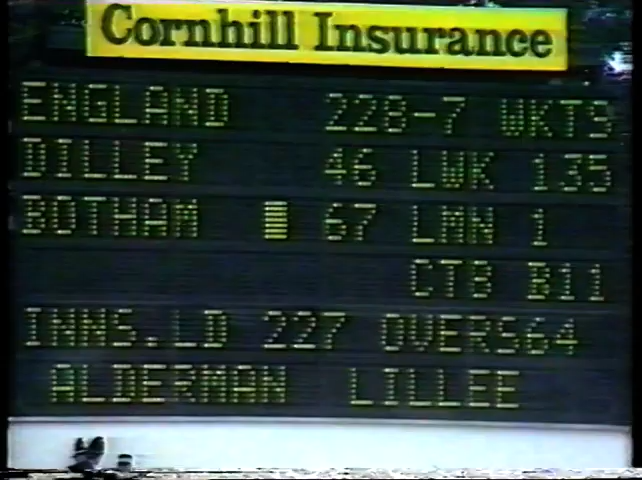 Cornhill Insurance
ENGLAND 228-7 WKTS
DILLEY 46 LWK 135
BOTHAM 67 LMN 1
CTB B11
INNS.LD 227 OVERS64
ALDERMAN LILLEE